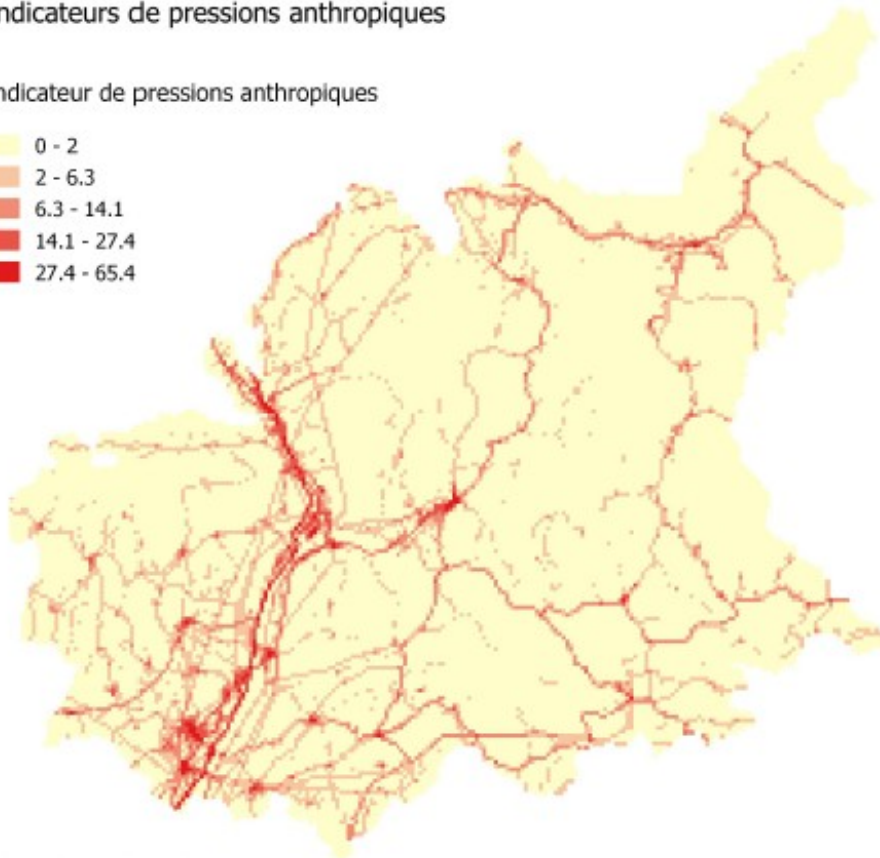 ndicateurs de pressions anthropiques
ndicateur de pressions anthropiques
0 - 2
2 - 6.3
6.3 - 14.1
14.1 - 27.4
27.4 - 65.4